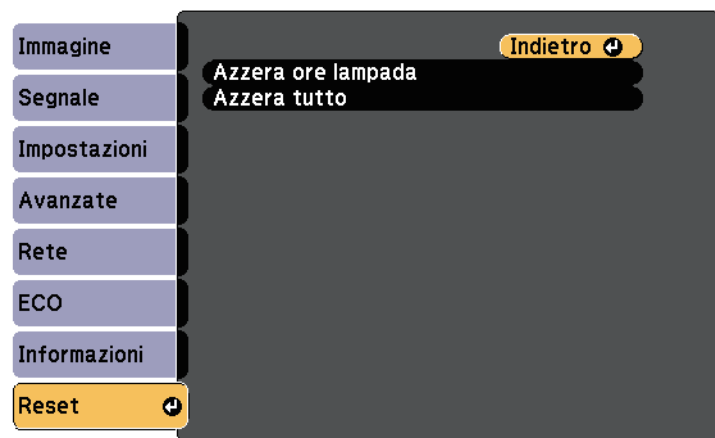 Immagine
Segnale
Impostazioni
Avanzate
Rete
ECO
Informazioni
Reset
Indietro
Azzera ore lampada
Azzera tutto